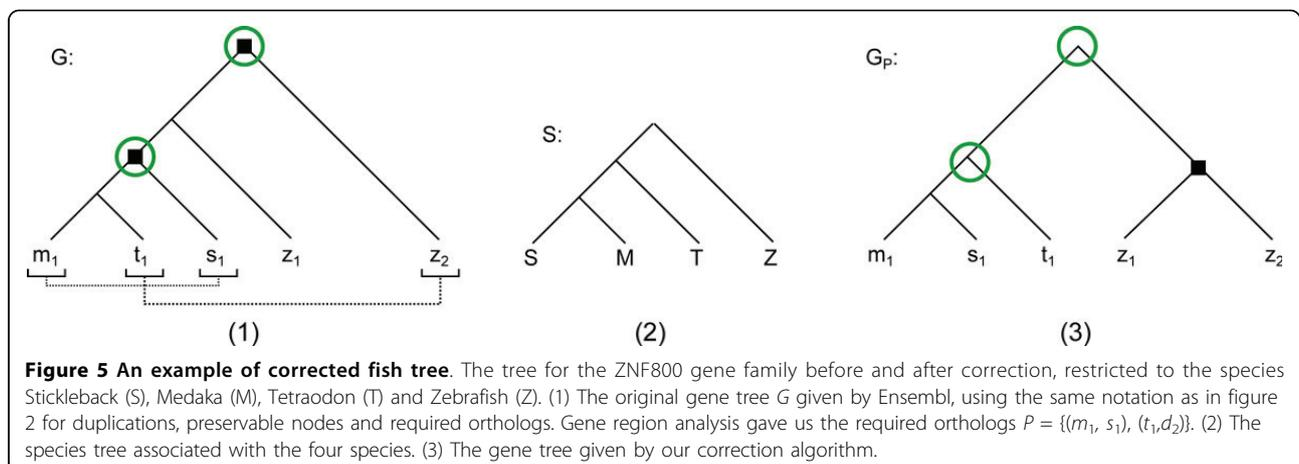 G:
S:
G_P:
m₁ t₁ s₁ z₁ z₂
S M T Z
m₁ s₁ t₁ z₁ z₂
(1) (2) (3)
Figure 5 An example of corrected fish tree. The tree for the ZNF800 gene family before and after correction, restricted to the species
Stickleback (S), Medaka (M), Tetraodon (T) and Zebrafish (Z). (1) The original gene tree G given by Ensembl, using the same notation as in figure
2 for duplications, preservable nodes and required orthologs. Gene region analysis gave us the required orthologs P = {(m₁, s₁), (t₁,d₂)}. (2) The
species tree associated with the four species. (3) The gene tree given by our correction algorithm.